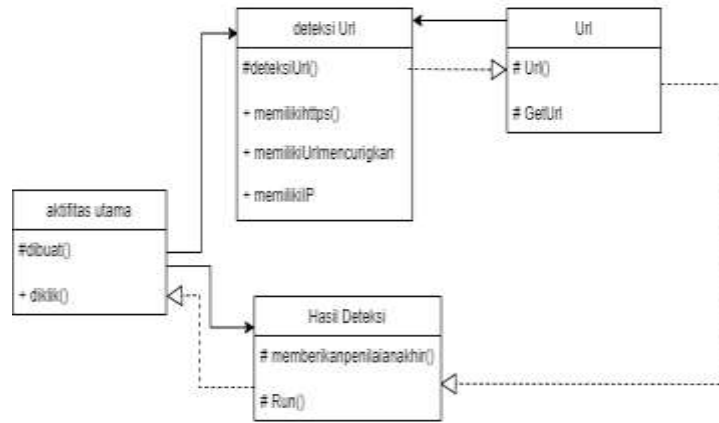 deteksi Url
#deteksiUrl()
+ memilikihttps()
+ memilikiUrlmencurigkan
+ memilikiIP
Url
# Url()
# GetUrl
aktifitas utama
#dibuat()
+ diklik()
Hasil Deteksi
# memberikanpenilaianakhir()
# Run()